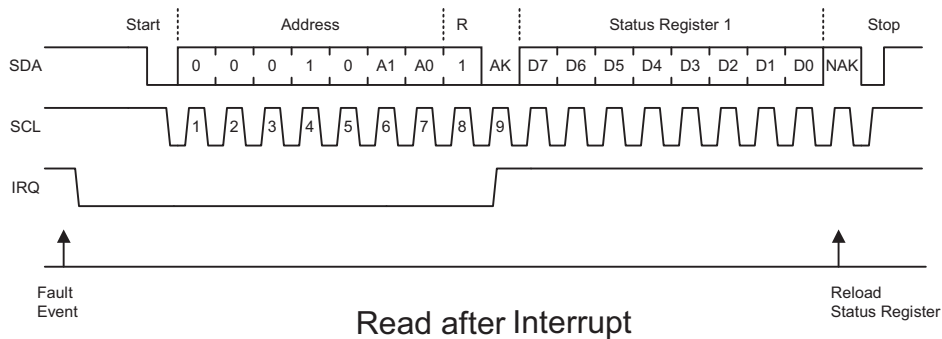 Start Address R Status Register 1 Stop
SDA 0 0 0 1 0 A1 A0 1 AK D7 D6 D5 D4 D3 D2 D1 D0 NAK
SCL 1 2 3 4 5 6 7 8 9
IRQ
Fault Reload
Event Status Register
Read after Interrupt